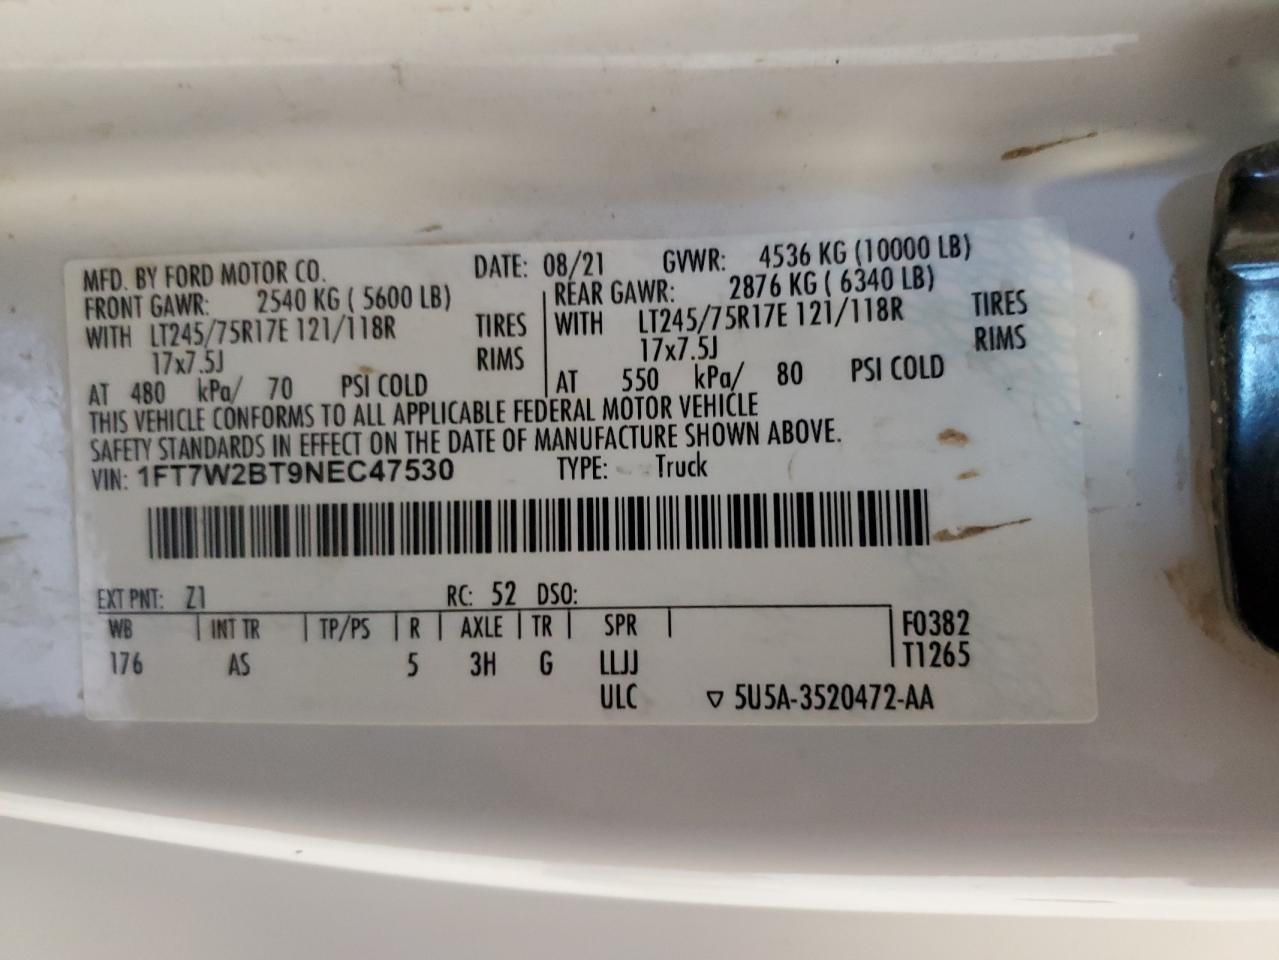 MFD. BY FORD MOTOR CO. DATE: 08/21 GVWR: 4536 KG (10000 LB)
FRONT GAWR: 2540 KG ( 5600 LB) REAR GAWR: 2876 KG ( 6340 LB)
WITH LT245/75R17E 121/118R TIRES WITH LT245/75R17E 121/118R TIRES
17x7.5J RIMS 17x7.5J RIMS
AT 480 kPa/ 70 PSI COLD AT 550 kPa/ 80 PSI COLD
THIS VEHICLE CONFORMS TO ALL APPLICABLE FEDERAL MOTOR VEHICLE
SAFETY STANDARDS IN EFFECT ON THE DATE OF MANUFACTURE SHOWN ABOVE.
VIN: 1FT7W2BT9NEC47530 TYPE: Truck
EXT PNT: Z1 RC: 52 DSO:
WB INT TR TP/PS R AXLE TR SPR F0382
176 AS 5 3H G LLJJ T1265
ULC ▽ 5U5A-3520472-AA